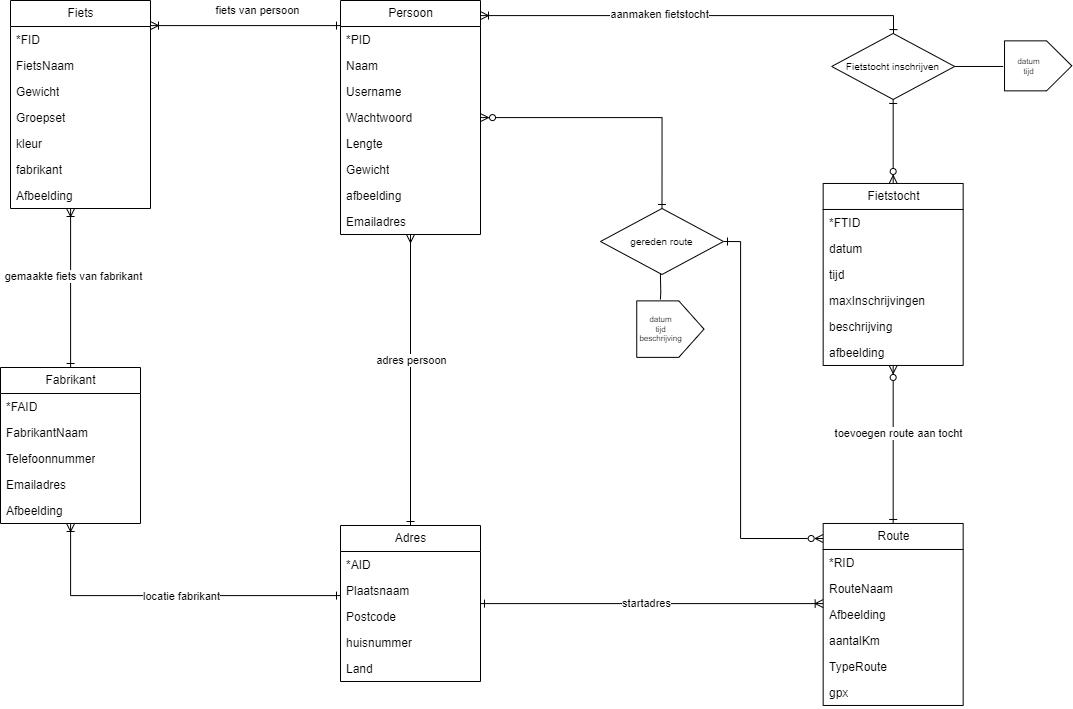 Fiets
*FID
FietsNaam
Gewicht
Groepset
kleur
fabrikant
Afbeelding
fiets van persoon
Persoon
*PID
Naam
Username
Wachtwoord
Lengte
Gewicht
afbeelding
Emailadres
aanmaken fietstocht
Fietstocht inschrijven
datum
tijd
gereden route
datum
tijd
beschrijving
Fietstocht
*FTID
datum
tijd
maxInschrijvingen
beschrijving
afbeelding
gemaakte fiets van fabrikant
adres persoon
Fabrikant
*FAID
FabrikantNaam
Telefoonnummer
Emailadres
Afbeelding
toevoegen route aan tocht
locatie fabrikant
Adres
*AID
Plaatsnaam
Postcode
huisnummer
Land
startadres
Route
*RID
RouteNaam
Afbeelding
aantalKm
TypeRoute
gpx